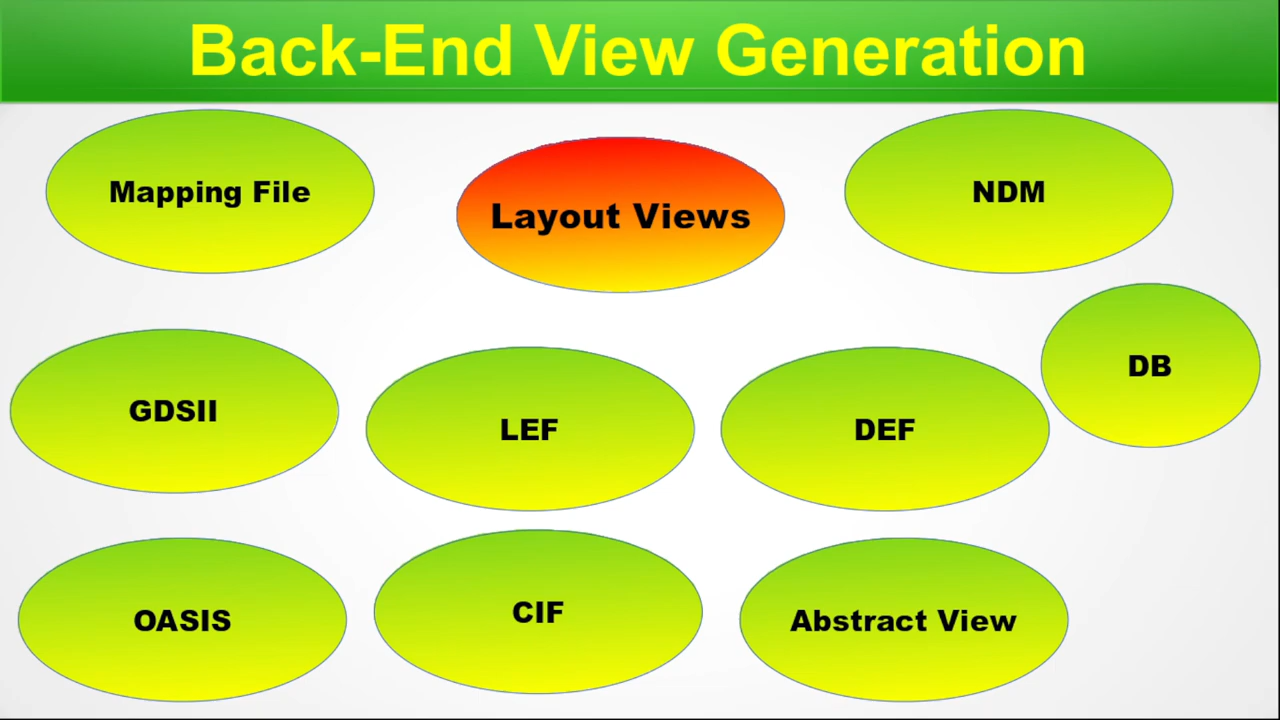 Back-End View Generation
Mapping File
Layout Views
NDM
DB
GDSII
LEF
DEF
OASIS
CIF
Abstract View